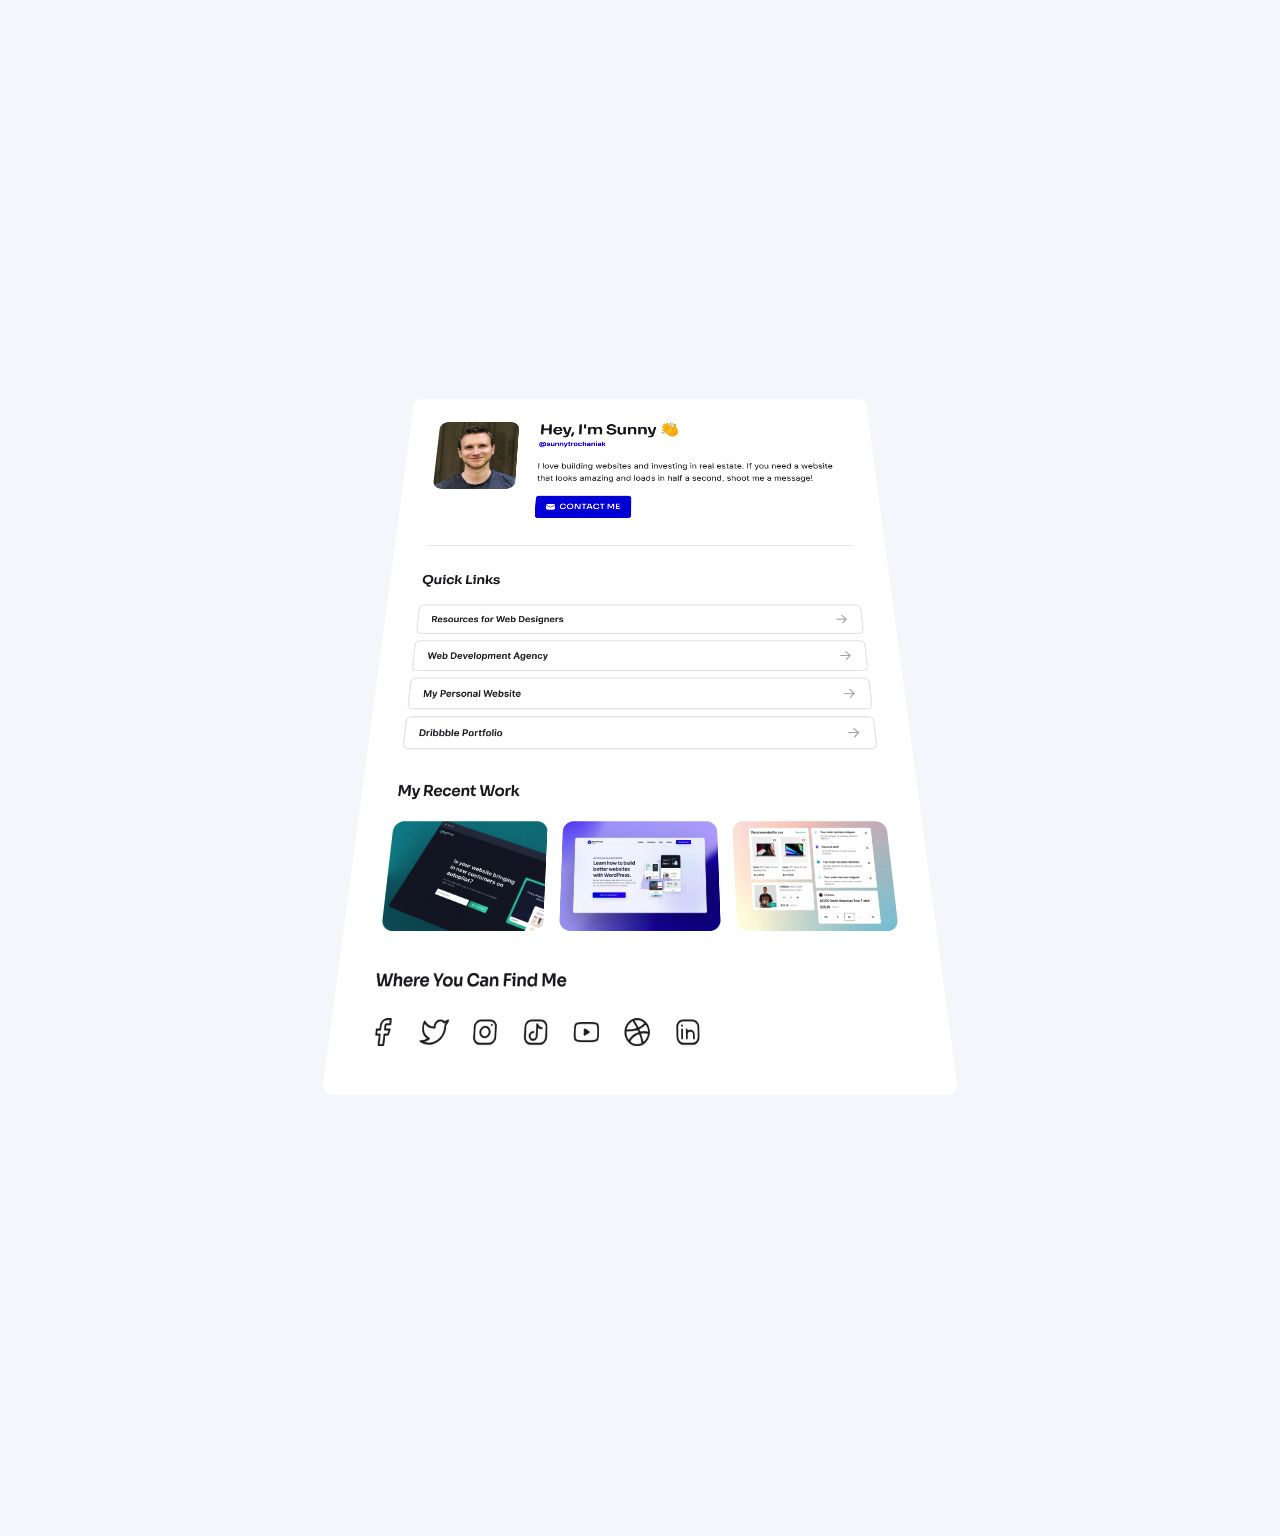 Hey, I'm Sunny 👋
@sunnytrochaniak
I love building websites and investing in real estate. If you need a website
that looks amazing and loads in half a second, shoot me a message!
CONTACT ME
Quick Links
Resources for Web Designers
Web Development Agency
My Personal Website
Dribbble Portfolio
My Recent Work
Is your website bringing
in new customers on
autopilot?
Learn how to build
better websites
with WordPress.
Recommended for you
Where You Can Find Me